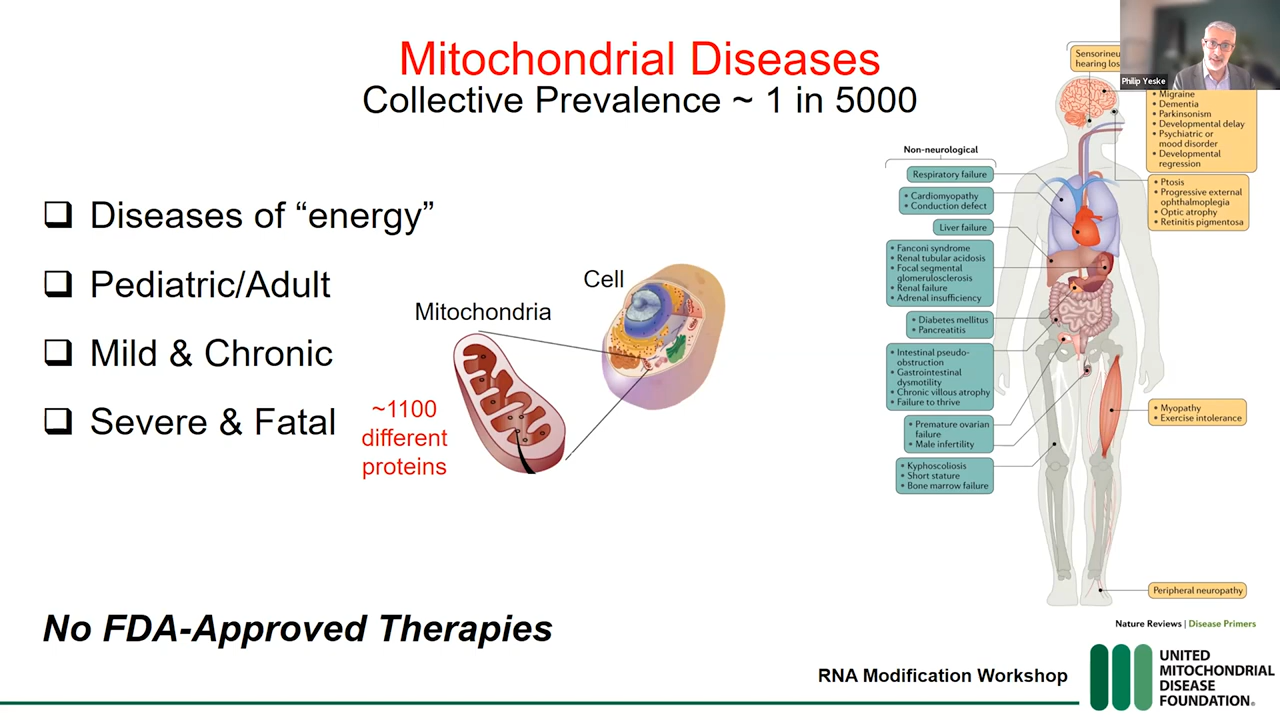 Mitochondrial Diseases
Collective Prevalence ~ 1 in 5000
❑ Diseases of “energy”
❑ Pediatric/Adult
❑ Mild & Chronic
❑ Severe & Fatal
Cell
Mitochondria
~1100
different
proteins
No FDA-Approved Therapies
Non-neurological
Respiratory failure
• Cardiomyopathy
• Conduction defect
Liver failure
• Fanconi syndrome
• Renal tubular acidosis
• Focal segmental
glomerulosclerosis
• Renal failure
• Adrenal insufficiency
• Diabetes mellitus
• Pancreatitis
• Intestinal pseudo-
obstruction
• Gastrointestinal
dysmotility
• Chronic villous atrophy
• Failure to thrive
• Premature ovarian
failure
• Male infertility
• Kyphoscoliosis
• Short stature
• Bone marrow failure
hearing
Philip Yeske
• Migraine
• Dementia
• Parkinsonism
• Developmental delay
• Psychiatric or
mood disorder
• Developmental
regression
• Ptosis
• Progressive external
ophthalmoplegia
• Optic atrophy
• Retinitis pigmentosa
• Myopathy
• Exercise intolerance
Peripheral neuropathy
Nature Reviews | Disease Primers
RNA Modification Workshop
UNITED
MITOCHONDRIAL
DISEASE
FOUNDATION®